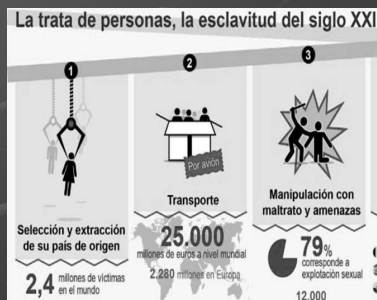 La trata de personas, la esclavitud del siglo XXI
1
2
3
Por avión
Selección y extracción
de su país de origen
2,4 millones de víctimas
en el mundo
Transporte
25.000
millones de euros a nivel mundial
2.280 millones en Europa
Manipulación con
maltrato y amenazas
79%
corresponde a
explotación sexual
12.000